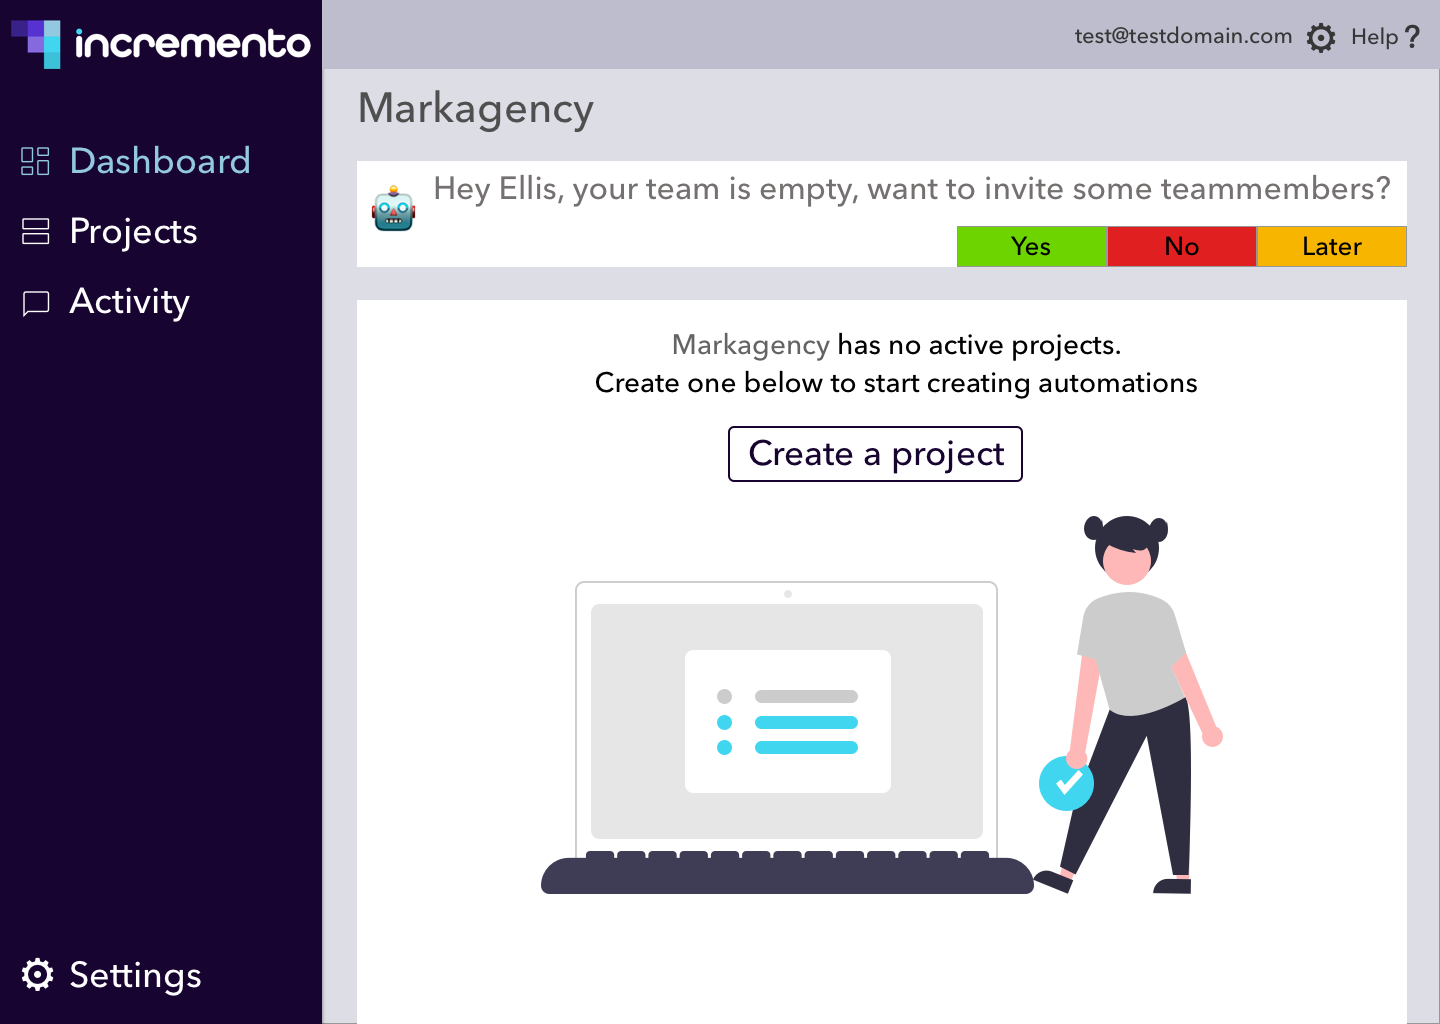 incremento
test@testdomain.com
Help ?
Dashboard
Projects
Activity
Settings
Markagency
Hey Ellis, your team is empty, want to invite some teammembers?
Yes
No
Later
Markagency has no active projects.
Create one below to start creating automations
Create a project